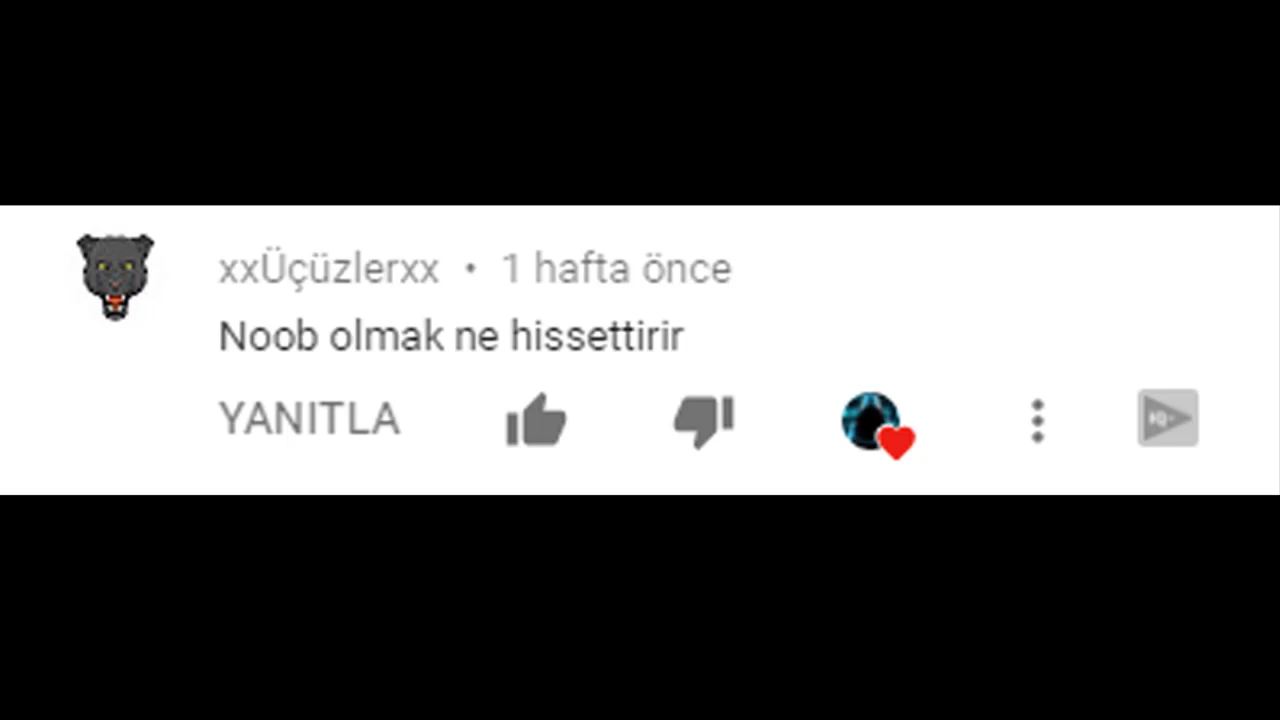 xxÜçüzlerxx • 1 hafta önce
Noob olmak ne hissettirir
YANITLA